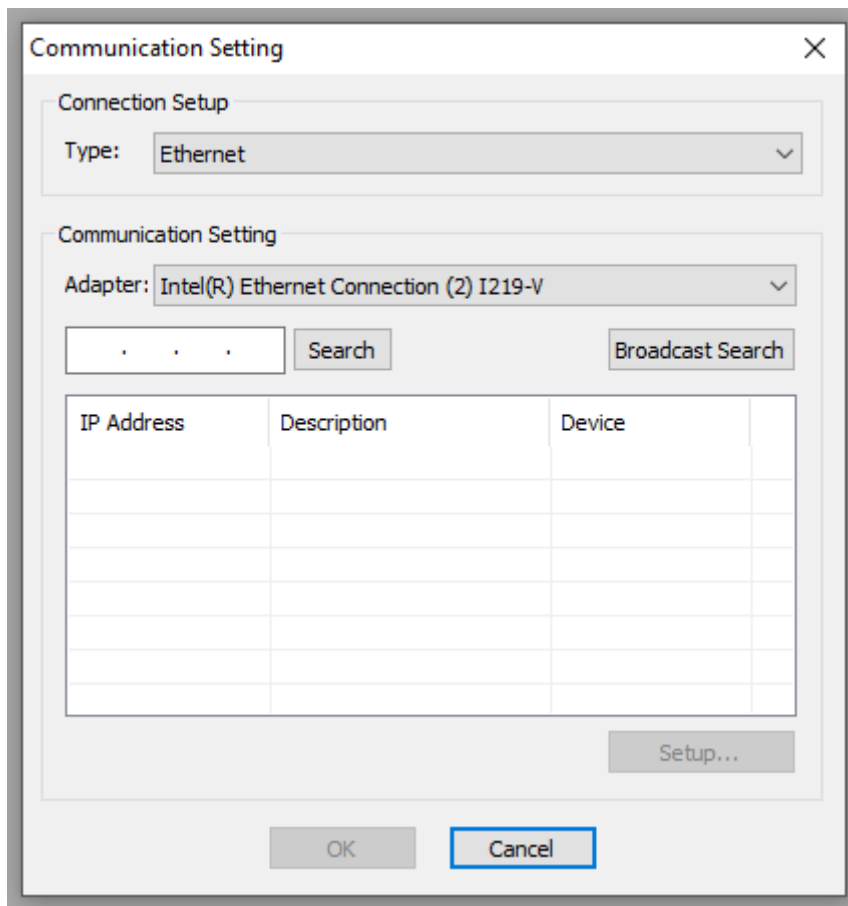 Communication Setting
Connection Setup
Type: Ethernet
Communication Setting
Adapter: Intel(R) Ethernet Connection (2) I219-V
. . . Search Broadcast Search
IP Address Description Device
Setup...
OK Cancel